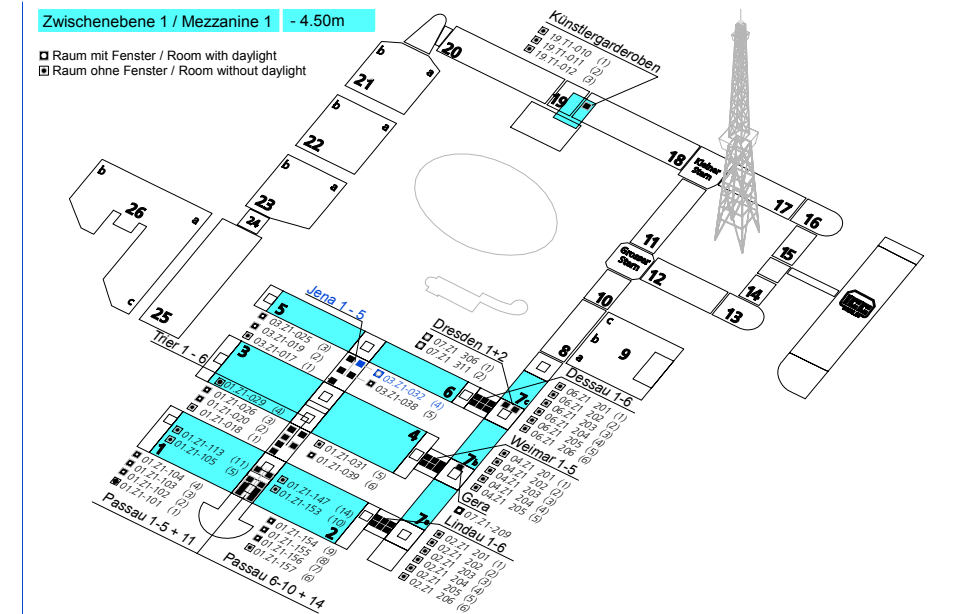 Zwischenebene 1 / Mezzanine 1 - 4.50m
Raum mit Fenster / Room with daylight
Raum ohne Fenster / Room without daylight
Künstlergarderoben
19.T1-010 (1)
19.T1-011 (2)
19.T1-012 (3)
20
b
a
21
b
a
22
b
a
23
24
b
a
26
c
25
19
18
Kleiner
Stern
17
16
15
14
13
12
11
Grosser
Stern
10
c
b
a
9
8
Jena 1 - 5
5
03.Z1-025 (3)
03.Z1-019 (2)
03.Z1-017 (1)
03.Z1-032 (4)
03.Z1-038 (5)
Dresden 1+2
07.Z1 306 (1)
07.Z1 311 (2)
6
7c
Trier 1 - 6
3
01.Z1-029 (4)
01.Z1-026 (3)
01.Z1-020 (2)
01.Z1-018 (1)
4
01.Z1-031 (5)
01.Z1-039 (6)
Dessau 1-6
06.Z1 201 (1)
06.Z1 202 (2)
06.Z1 203 (3)
06.Z1 204 (4)
06.Z1 205 (5)
06.Z1 206 (6)
7b
Weimar 1-5
04.Z1 201 (1)
04.Z1 202 (2)
04.Z1 203 (3)
04.Z1 204 (4)
04.Z1 205 (5)
Gera
07.Z1-209
7a
Lindau 1-6
02.Z1 201 (1)
02.Z1 202 (2)
02.Z1 203 (3)
02.Z1 204 (4)
02.Z1 205 (5)
02.Z1 206 (6)
1
01.Z1-113 (11)
01.Z1-105 (5)
01.Z1-104 (4)
01.Z1-103 (3)
01.Z1-102 (2)
01.Z1-101 (1)
Passau 1-5 + 11
2
01.Z1-147 (14)
01.Z1-153 (10)
01.Z1-154 (9)
01.Z1-155 (8)
01.Z1-156 (7)
01.Z1-157 (6)
Passau 6-10 + 14